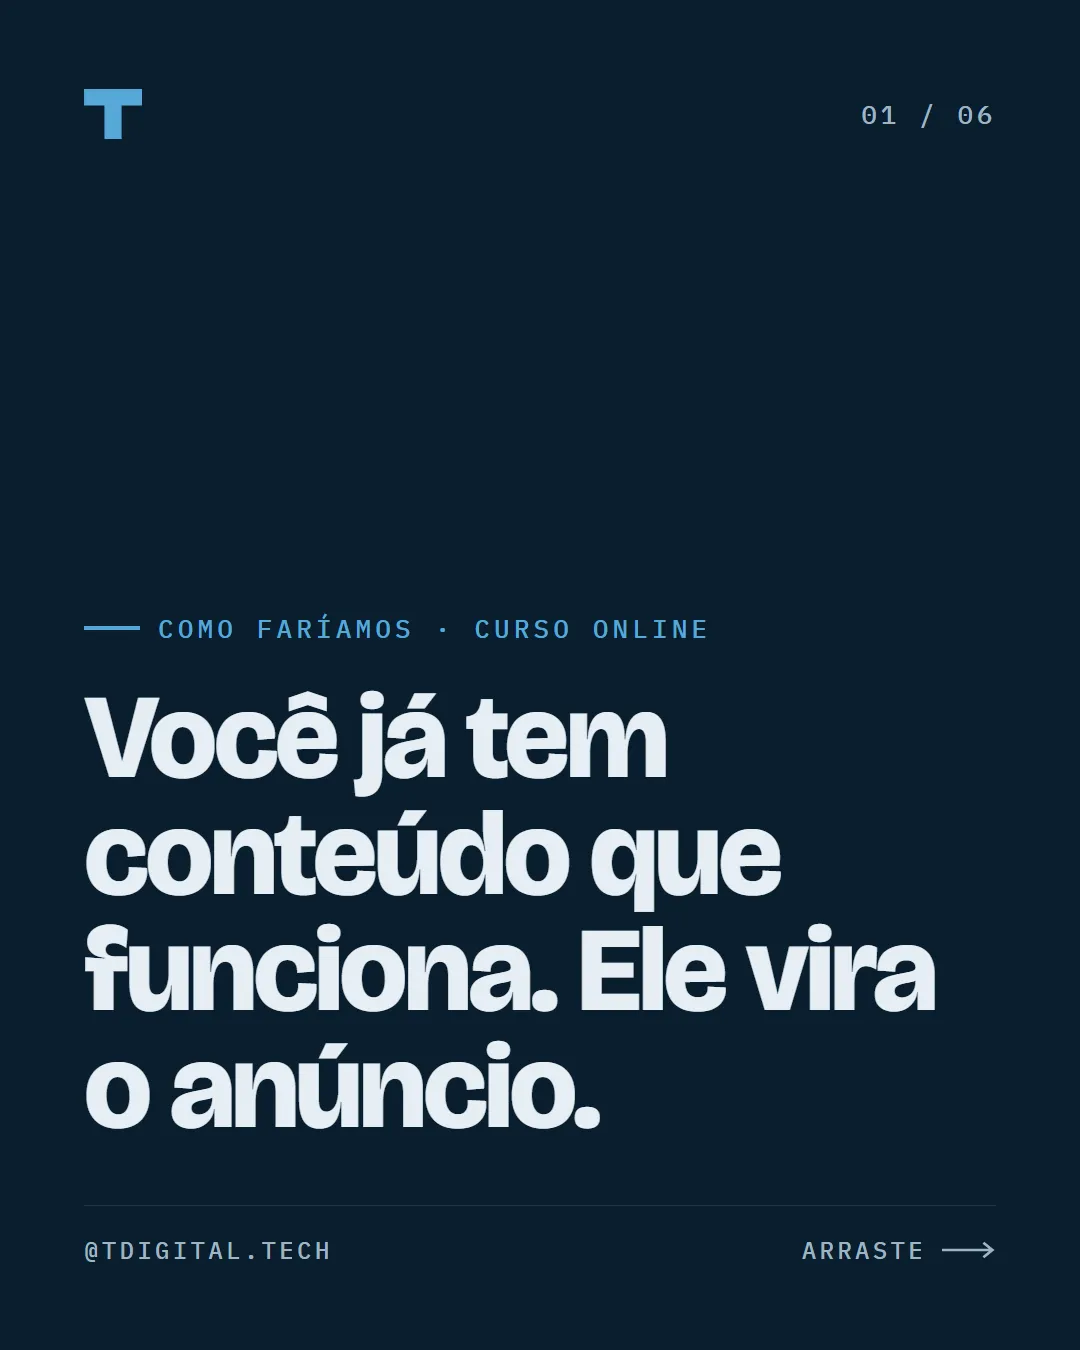 T
01 / 06
COMO FARÍAMOS · CURSO ONLINE
Você já tem
conteúdo que
funciona. Ele vira
o anúncio.
@TDIGITAL.TECH
ARRASTE